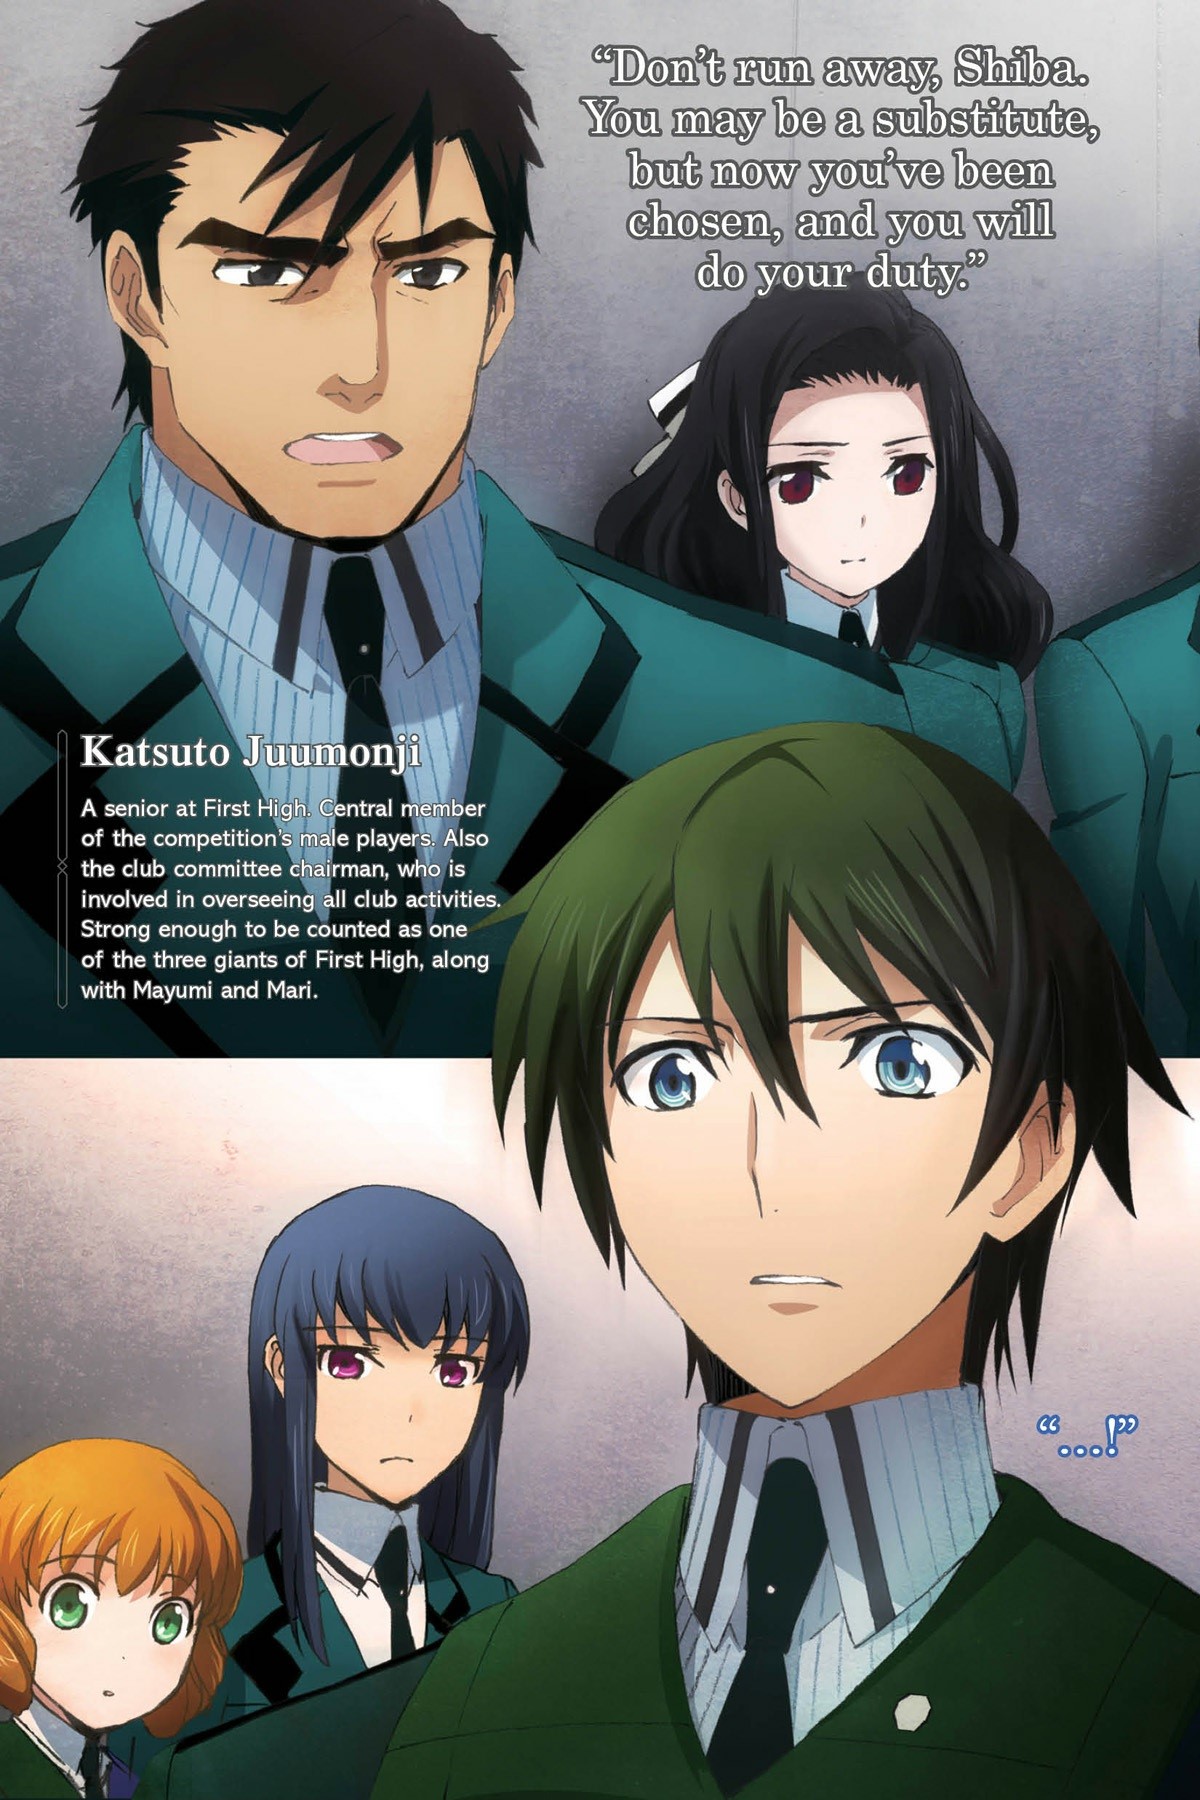 “Don’t run away, Shiba.
You may be a substitute,
but now you’ve been
chosen, and you will
do your duty.”
Katsuto Juumonji
A senior at First High. Central member
of the competition’s male players. Also
the club committee chairman, who is
involved in overseeing all club activities.
Strong enough to be counted as one
of the three giants of First High, along
with Mayumi and Mari.
“...!”